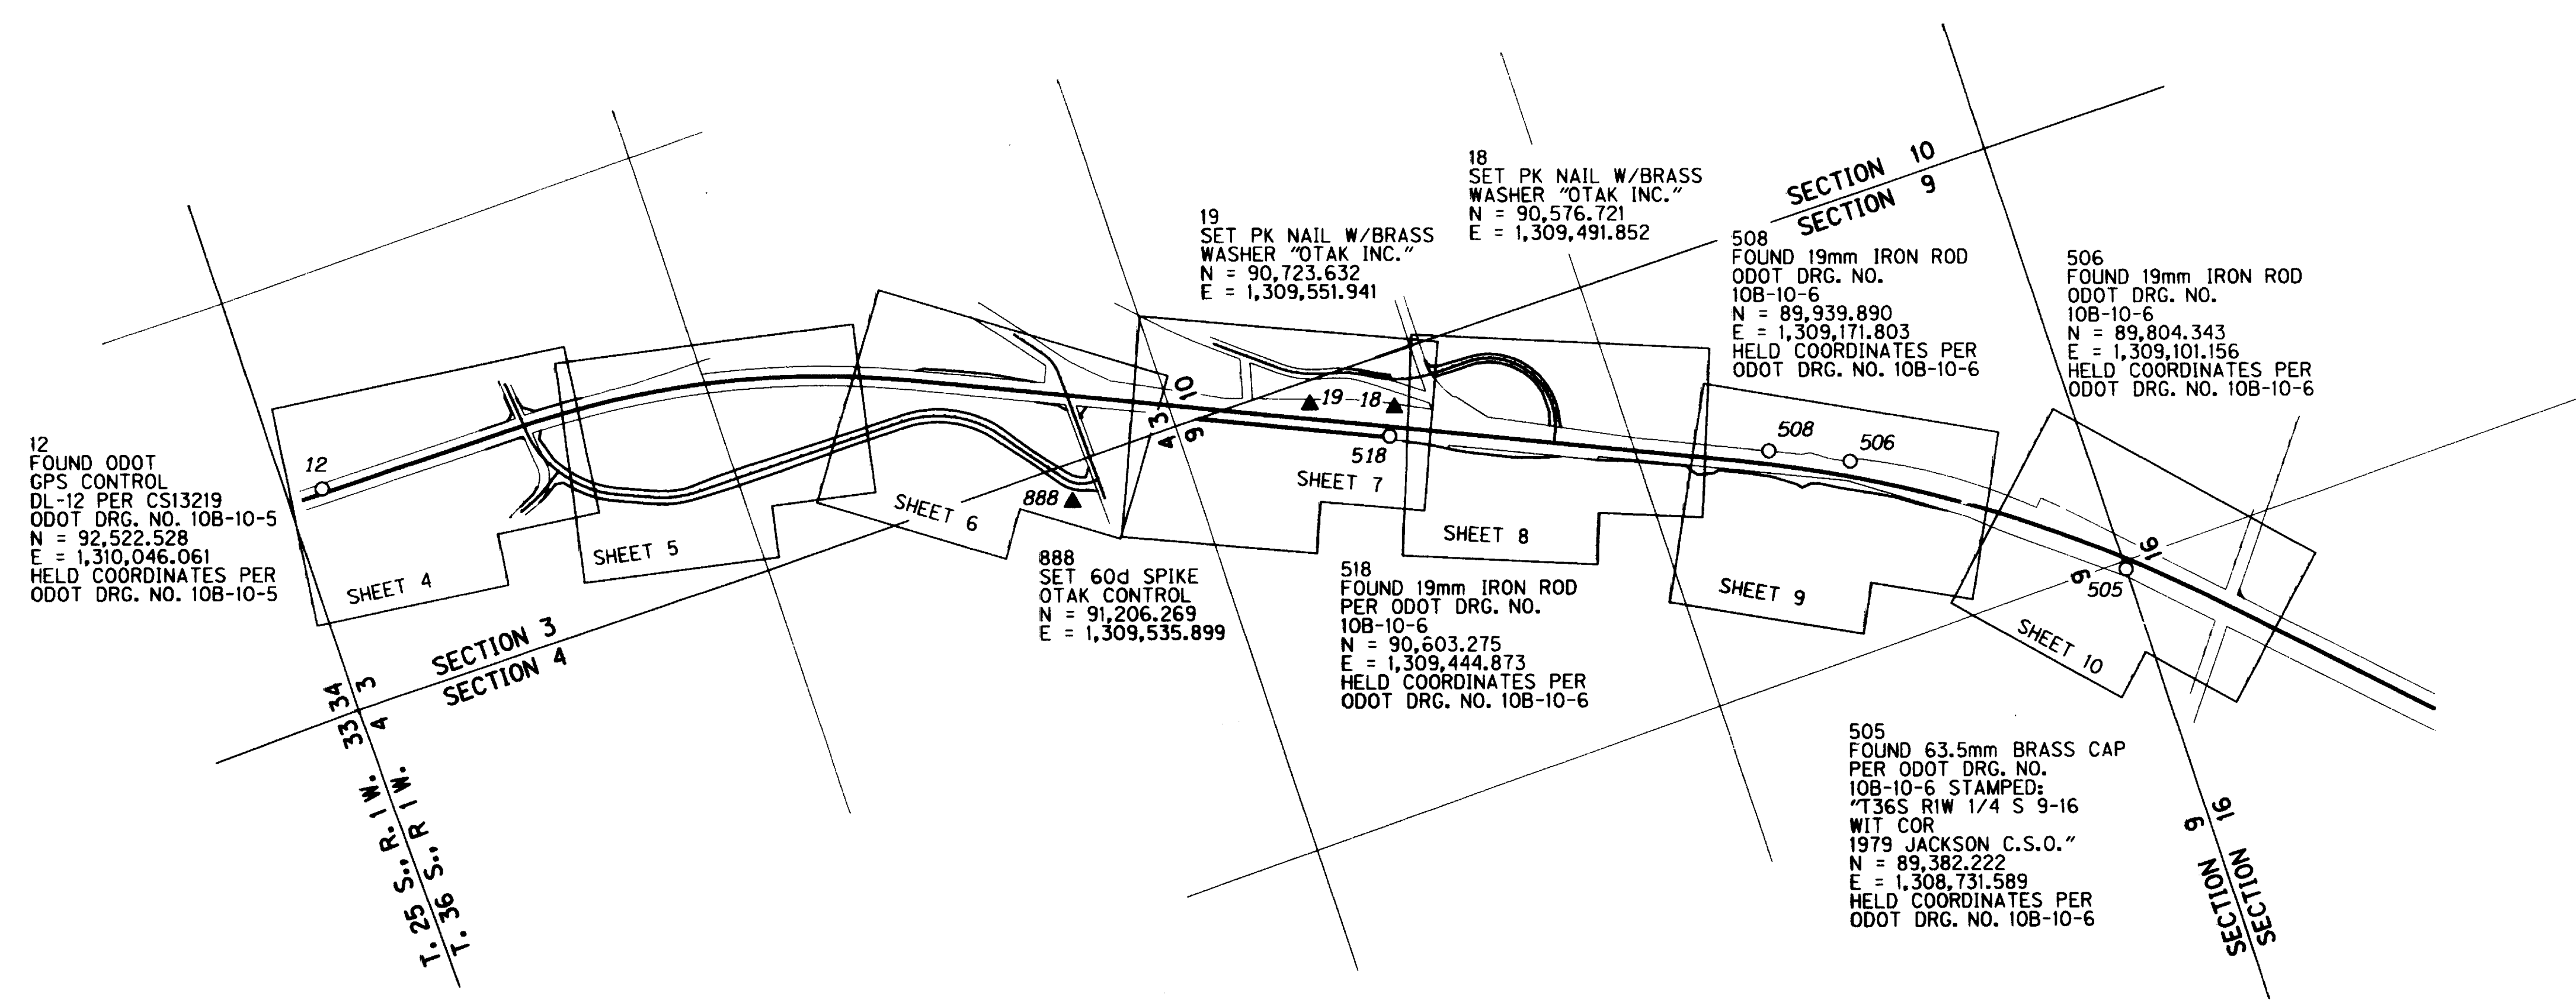 SECTION 10
SECTION 9
18
SET PK NAIL W/BRASS
WASHER "OTAK INC."
N = 90,576.721
E = 1,309,491.852
19
SET PK NAIL W/BRASS
WASHER "OTAK INC."
N = 90,723.632
E = 1,309,551.941
508
FOUND 19mm IRON ROD
ODOT DRG. NO.
10B-10-6
N = 89,939.890
E = 1,309,171.803
HELD COORDINATES PER
ODOT DRG. NO. 10B-10-6
506
FOUND 19mm IRON ROD
ODOT DRG. NO.
10B-10-6
N = 89,804.343
E = 1,309,101.156
HELD COORDINATES PER
ODOT DRG. NO. 10B-10-6
12
FOUND ODOT
GPS CONTROL
DL-12 PER CS13219
ODOT DRG. NO. 10B-10-5
N = 92,522.528
E = 1,310,046.061
HELD COORDINATES PER
ODOT DRG. NO. 10B-10-5
12
3 10
4 9
19
18
518
508
506
888
16
9
505
SHEET 4
SHEET 5
SHEET 6
SHEET 7
SHEET 8
SHEET 9
SHEET 10
888
SET 60d SPIKE
OTAK CONTROL
N = 91,206.269
E = 1,309,535.899
518
FOUND 19mm IRON ROD
PER ODOT DRG. NO.
10B-10-6
N = 90,603.275
E = 1,309,444.873
HELD COORDINATES PER
ODOT DRG. NO. 10B-10-6
SECTION 3
SECTION 4
34 3
33 4
T. 25 S., R. 1 W.
T. 36 S., R 1 W.
505
FOUND 63.5mm BRASS CAP
PER ODOT DRG. NO.
10B-10-6 STAMPED:
"T36S R1W 1/4 S 9-16
WIT COR
1979 JACKSON C.S.O."
N = 89,382.222
E = 1,308,731.589
HELD COORDINATES PER
ODOT DRG. NO. 10B-10-6
SECTION 9
SECTION 16